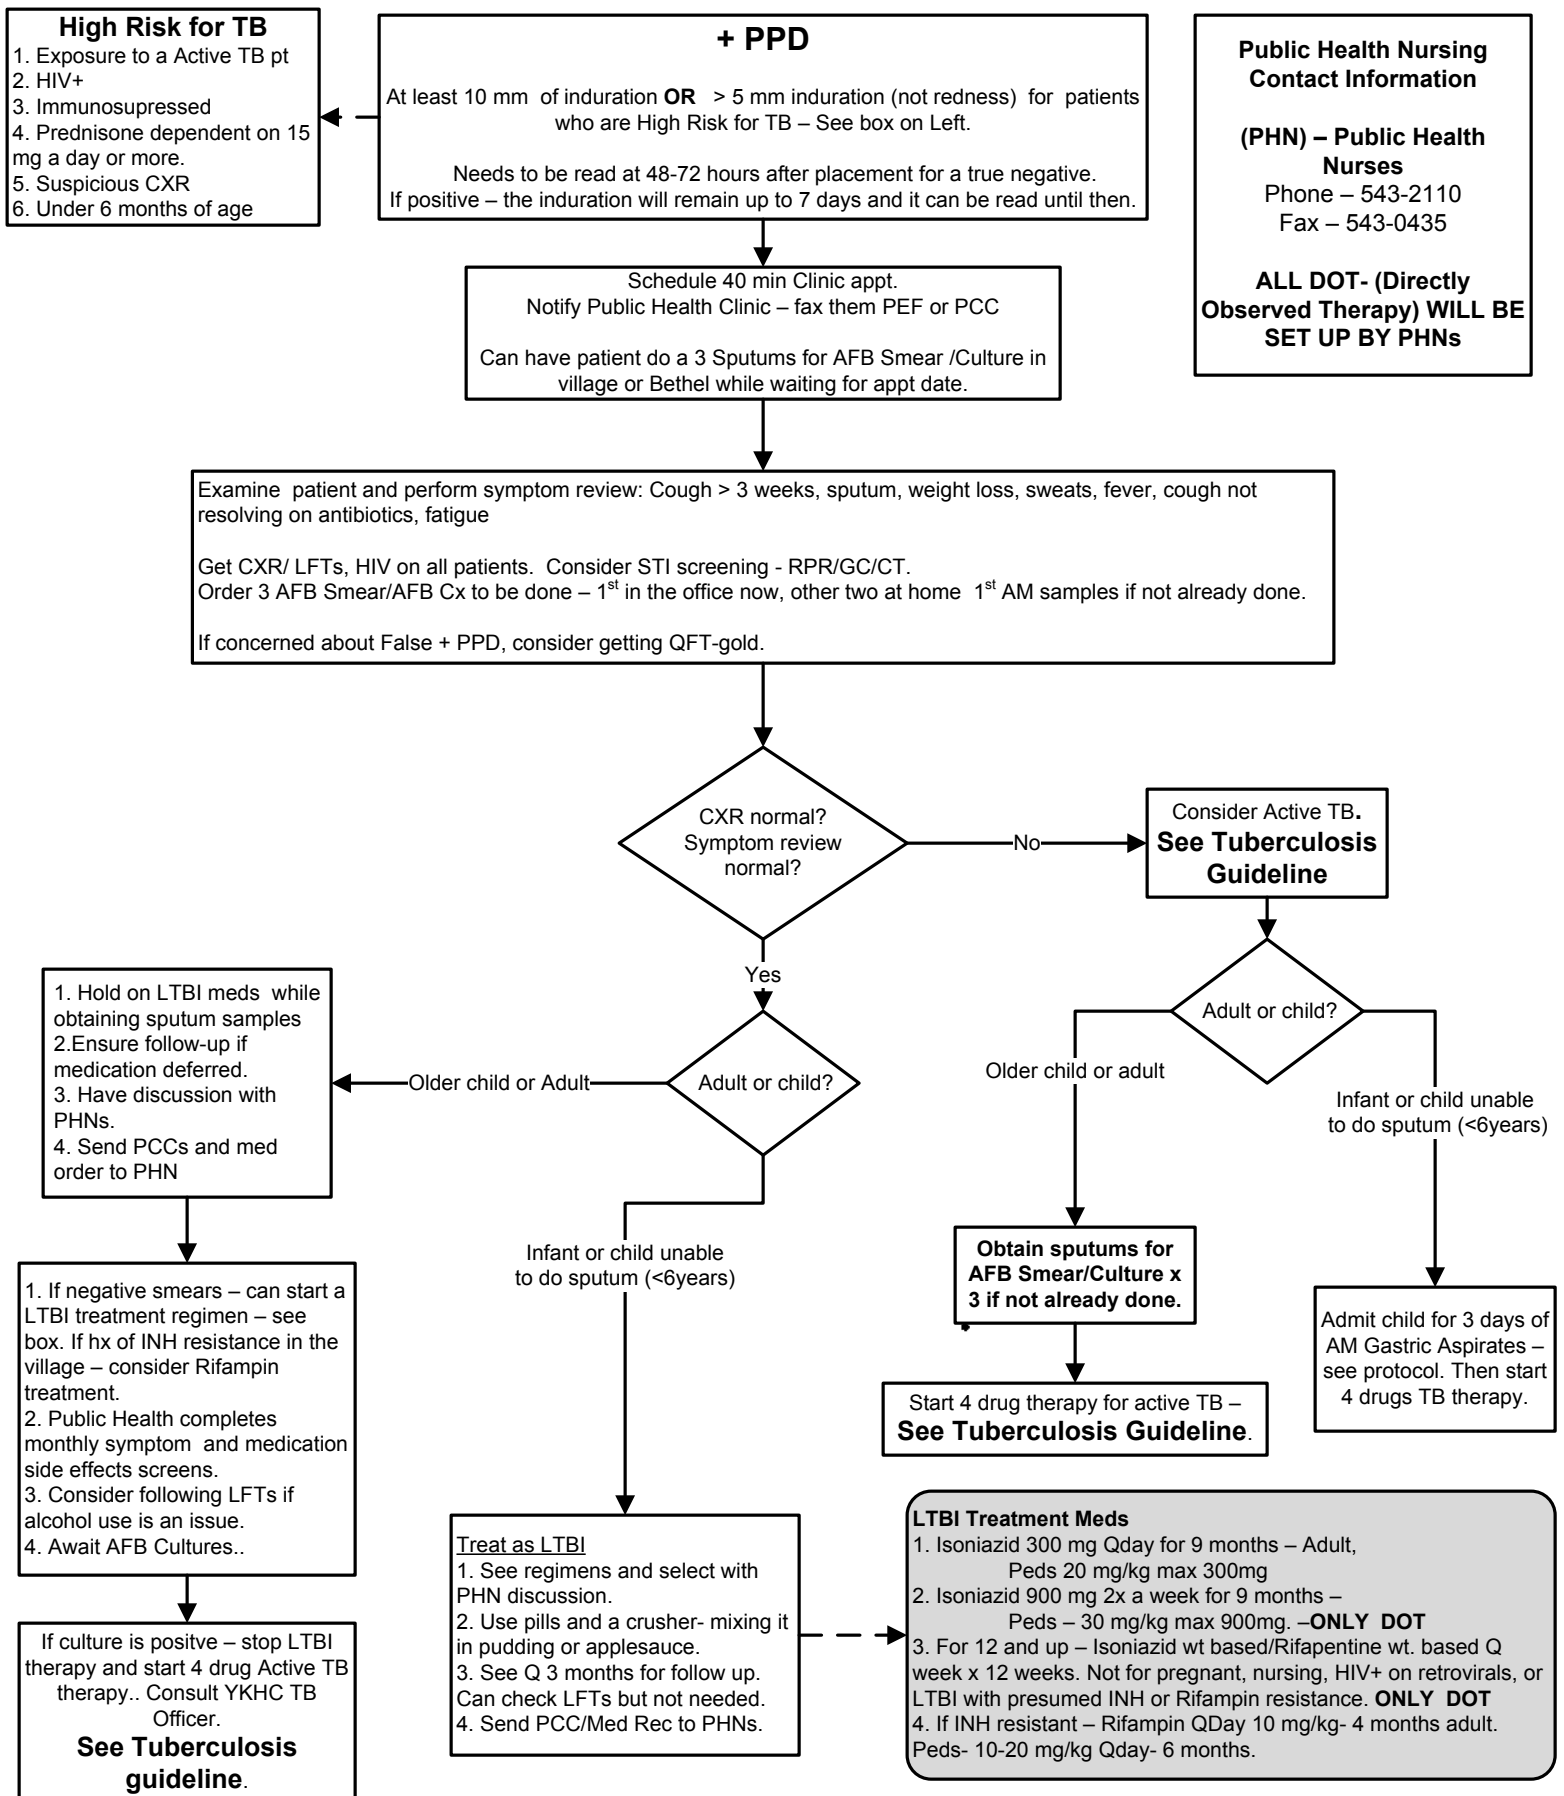 High Risk for TB
1. Exposure to a Active TB pt
2. HIV+
3. Immunosupressed
4. Prednisone dependent on 15
mg a day or more.
5. Suspicious CXR
6. Under 6 months of age
+ PPD
At least 10 mm of induration OR > 5 mm induration (not redness) for patients
who are High Risk for TB – See box on Left.
Needs to be read at 48-72 hours after placement for a true negative.
If positive – the induration will remain up to 7 days and it can be read until then.
Public Health Nursing
Contact Information
(PHN) – Public Health
Nurses
Phone – 543-2110
Fax – 543-0435
ALL DOT- (Directly
Observed Therapy) WILL BE
SET UP BY PHNs
Schedule 40 min Clinic appt.
Notify Public Health Clinic – fax them PEF or PCC
Can have patient do a 3 Sputums for AFB Smear /Culture in
village or Bethel while waiting for appt date.
Examine patient and perform symptom review: Cough > 3 weeks, sputum, weight loss, sweats, fever, cough not
resolving on antibiotics, fatigue
Get CXR/ LFTs, HIV on all patients. Consider STI screening - RPR/GC/CT.
Order 3 AFB Smear/AFB Cx to be done – 1st in the office now, other two at home 1st AM samples if not already done.
If concerned about False + PPD, consider getting QFT-gold.
CXR normal?
Symptom review
normal?
No
Consider Active TB.
See Tuberculosis
Guideline
Yes
Adult or child?
Older child or Adult
1. Hold on LTBI meds while
obtaining sputum samples
2.Ensure follow-up if
medication deferred.
3. Have discussion with
PHNs.
4. Send PCCs and med
order to PHN
Adult or child?
Older child or adult
Infant or child unable
to do sputum (<6years)
Infant or child unable
to do sputum (<6years)
1. If negative smears – can start a
LTBI treatment regimen – see
box. If hx of INH resistance in the
village – consider Rifampin
treatment.
2. Public Health completes
monthly symptom and medication
side effects screens.
3. Consider following LFTs if
alcohol use is an issue.
4. Await AFB Cultures..
Obtain sputums for
AFB Smear/Culture x
3 if not already done.
Start 4 drug therapy for active TB –
See Tuberculosis Guideline.
Admit child for 3 days of
AM Gastric Aspirates –
see protocol. Then start
4 drugs TB therapy.
If culture is positve – stop LTBI
therapy and start 4 drug Active TB
therapy.. Consult YKHC TB
Officer.
See Tuberculosis
guideline.
Treat as LTBI
1. See regimens and select with
PHN discussion.
2. Use pills and a crusher- mixing it
in pudding or applesauce.
3. See Q 3 months for follow up.
Can check LFTs but not needed.
4. Send PCC/Med Rec to PHNs.
LTBI Treatment Meds
1. Isoniazid 300 mg Qday for 9 months – Adult,
Peds 20 mg/kg max 300mg
2. Isoniazid 900 mg 2x a week for 9 months –
Peds – 30 mg/kg max 900mg. –ONLY DOT
3. For 12 and up – Isoniazid wt based/Rifapentine wt. based Q
week x 12 weeks. Not for pregnant, nursing, HIV+ on retrovirals, or
LTBI with presumed INH or Rifampin resistance. ONLY DOT
4. If INH resistant – Rifampin QDay 10 mg/kg- 4 months adult.
Peds- 10-20 mg/kg Qday- 6 months.